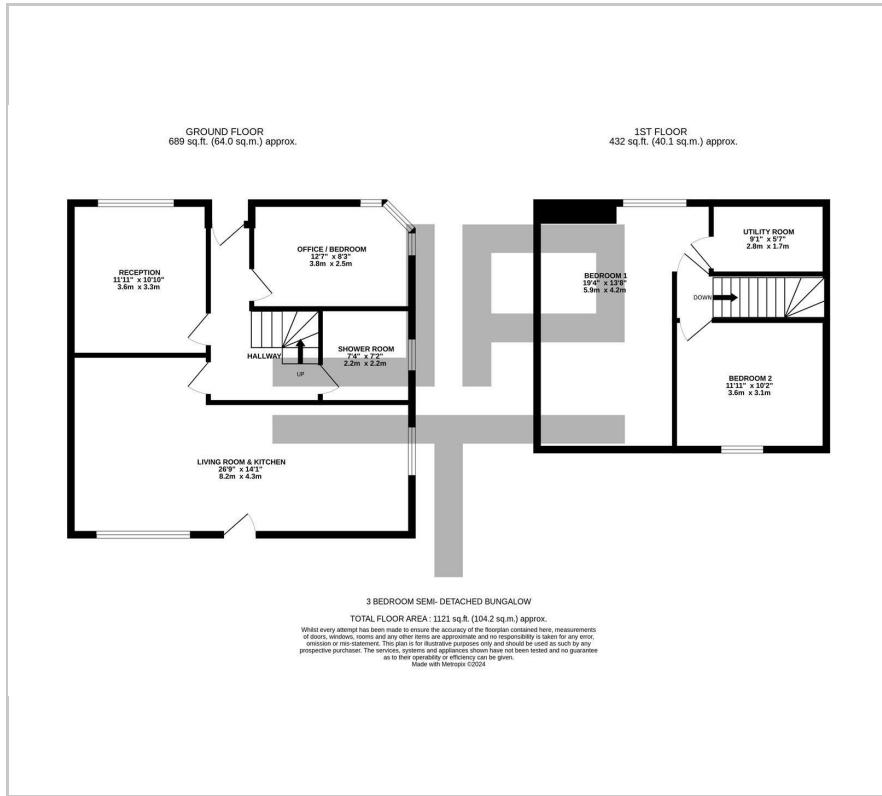 GROUND FLOOR
689 sq.ft. (64.0 sq.m.) approx.
RECEPTION
11'11" x 10'10"
3.6m x 3.3m
OFFICE / BEDROOM
12'7" x 8'3"
3.8m x 2.5m
HALLWAY
UP
SHOWER ROOM
7'4" x 7'2"
2.2m x 2.2m
LIVING ROOM & KITCHEN
26'9" x 14'1"
8.2m x 4.3m
1ST FLOOR
432 sq.ft. (40.1 sq.m.) approx.
UTILITY ROOM
9'1" x 5'7"
2.8m x 1.7m
BEDROOM 1
19'4" x 13'8"
5.9m x 4.2m
DOWN
BEDROOM 2
11'11" x 10'2"
3.6m x 3.1m
3 BEDROOM SEMI- DETACHED BUNGALOW
TOTAL FLOOR AREA : 1121 sq.ft. (104.2 sq.m.) approx.
Whilst every attempt has been made to ensure the accuracy of the floorplan contained here, measurements
of doors, windows, rooms and any other items are approximate and no responsibility is taken for any error,
omission or mis-statement. This plan is for illustrative purposes only and should be used as such by any
prospective purchaser. The services, systems and appliances shown have not been tested and no guarantee
as to their operability or efficiency can be given.
Made with Metropix ©2024